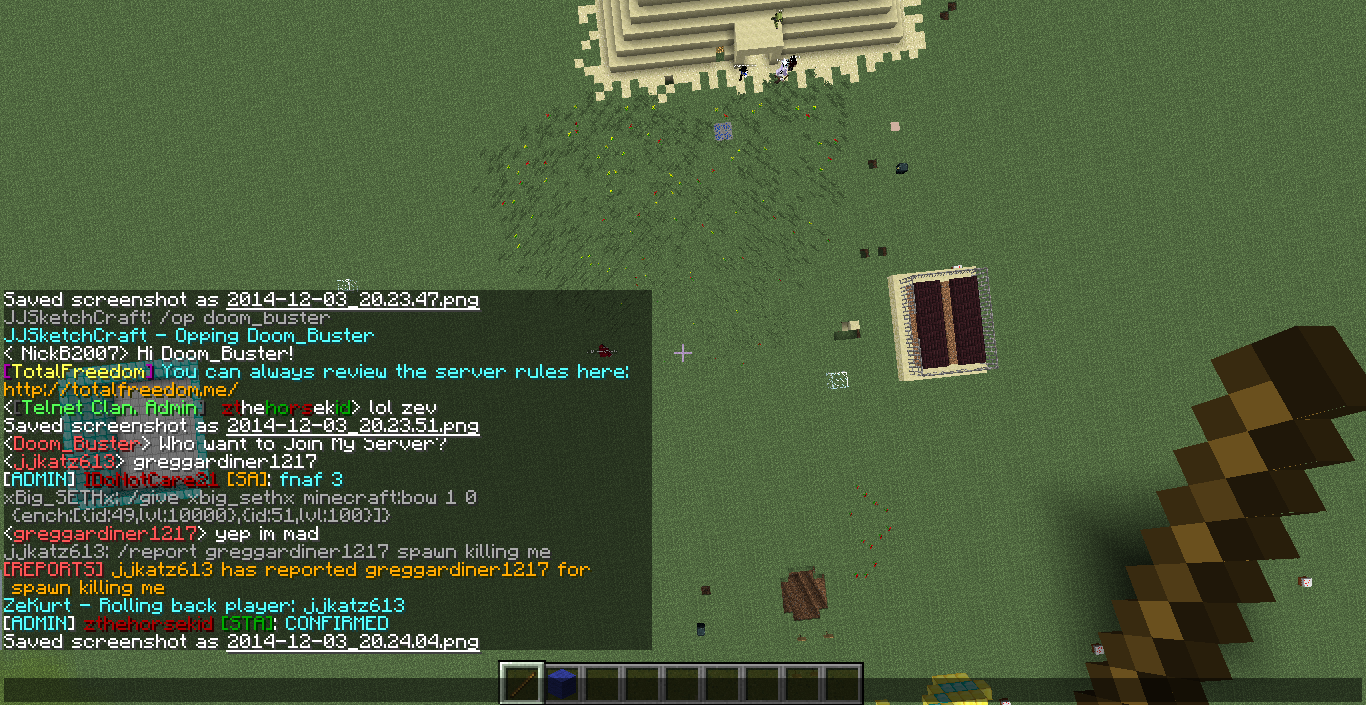 Saved screenshot as 2014-12-03_20.23.47.png
JJSketchCraft: /op doom_buster
JJSketchCraft - Opping Doom_Buster
< NickB2007> Hi Doom_Buster!
[TotalFreedom] You can always review the server rules here:
http://totalfreedom.me/
<[Telnet Clan. Admin] zthehorsekid> lol zev
Saved screenshot as 2014-12-03_20.23.51.png
<Doom_Buster> Who want to Join My Server?
<jjkatz613> greggardiner1217
[ADMIN] IDoNotCare21 [SA]: fnaf 3
xBig_SETHx: /give xbig_sethx minecraft:bow 1 0
{ench:[{id:49,lvl:10000},{id:51,lvl:100}]}
<greggardiner1217> yep im mad
jjkatz613: /report greggardiner1217 spawn killing me
[REPORTS] jjkatz613 has reported greggardiner1217 for
spawn killing me
ZeKurt - Rolling back player: jjkatz613
[ADMIN] zthehorsekid [STA]: CONFIRMED
Saved screenshot as 2014-12-03_20.24.04.png